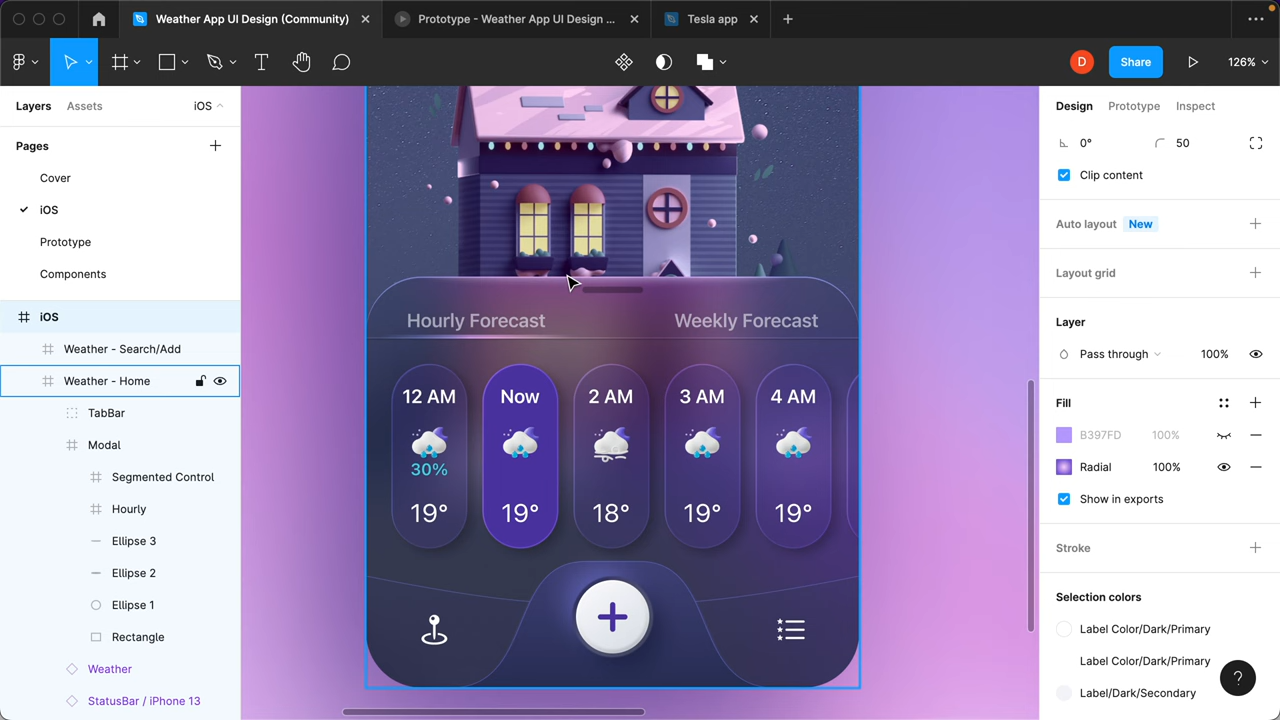 Weather App UI Design (Community)
Prototype - Weather App UI Design ...
Tesla app
D
Share
126%
Layers
Assets
iOS
Pages
Cover
iOS
Prototype
Components
iOS
Weather - Search/Add
Weather - Home
TabBar
Modal
Segmented Control
Hourly
Ellipse 3
Ellipse 2
Ellipse 1
Rectangle
Weather
StatusBar / iPhone 13
Hourly Forecast
Weekly Forecast
12 AM
Now
2 AM
3 AM
4 AM
30%
19°
19°
18°
19°
19°
Design
Prototype
Inspect
0°
50
Clip content
Auto layout
New
Layout grid
Layer
Pass through
100%
Fill
B397FD
100%
Radial
100%
Show in exports
Stroke
Selection colors
Label Color/Dark/Primary
Label Color/Dark/Primary
Label/Dark/Secondary
?